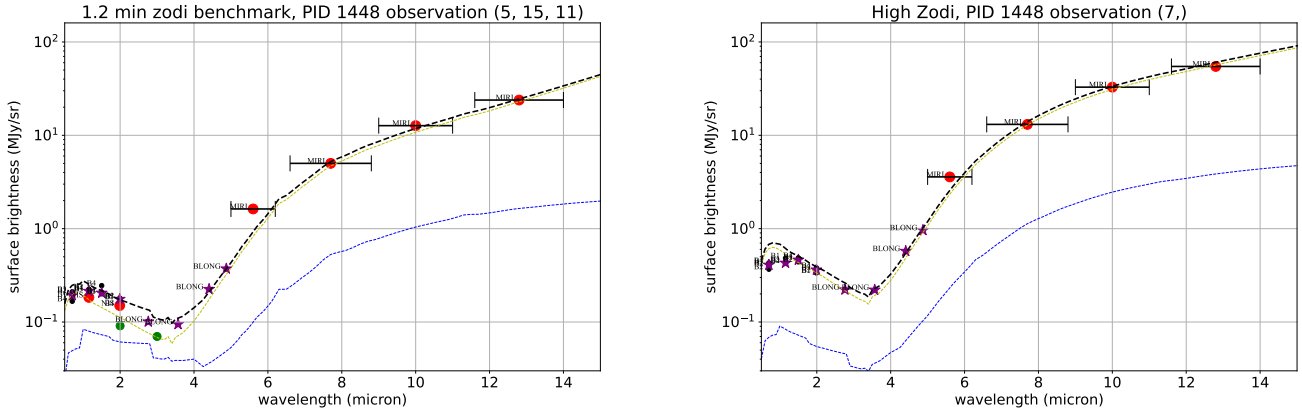 1.2 min zodi benchmark, PID 1448 observation (5, 15, 11)
surface brightness (MJy/sr)
10²
10¹
10⁰
10⁻¹
MIRI
MIRI
MIRI
MIRI
BLONG
BLONG
BLONG
2 4 6 8 10 12 14
wavelength (micron)
High Zodi, PID 1448 observation (7,)
surface brightness (MJy/sr)
10²
10¹
10⁰
10⁻¹
MIRI
MIRI
MIRI
MIRI
BLONG
BLONG
BLONG
2 4 6 8 10 12 14
wavelength (micron)